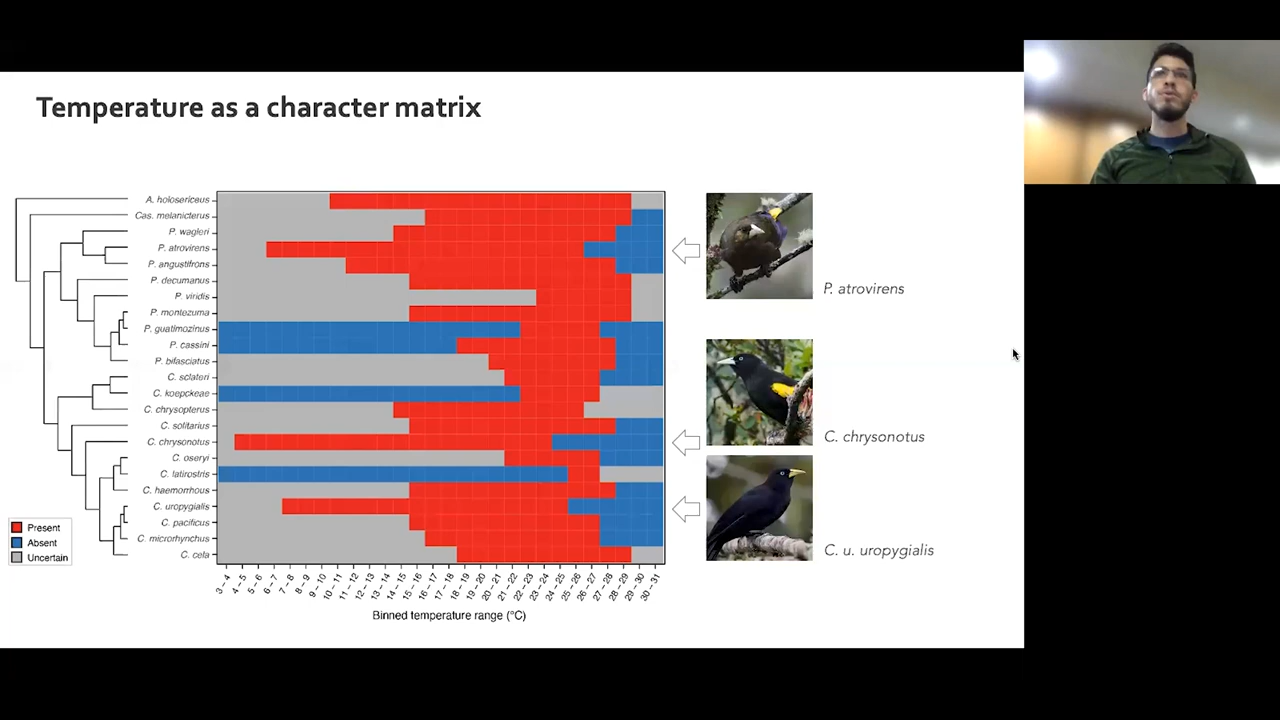 Temperature as a character matrix
A. holosericeus
Cas. melanicterus
P. wagleri
P. atrovirens
P. angustifrons
P. decumanus
P. viridis
P. montezuma
P. guatimozinus
P. cassini
P. bifasciatus
C. sclateri
C. koepckeae
C. chrysopterus
C. solitarius
C. chrysonotus
C. oseryi
C. latirostris
C. haemorrhous
C. uropygialis
C. pacificus
C. microrhynchus
C. cela
Present
Absent
Uncertain
3 – 4
4 – 5
5 – 6
6 – 7
7 – 8
8 – 9
9 – 10
10 – 11
11 – 12
12 – 13
13 – 14
14 – 15
15 – 16
16 – 17
17 – 18
18 – 19
19 – 20
20 – 21
21 – 22
22 – 23
23 – 24
24 – 25
25 – 26
26 – 27
27 – 28
28 – 29
29 – 30
30 – 31
Binned temperature range (°C)
P. atrovirens
C. chrysonotus
C. u. uropygialis